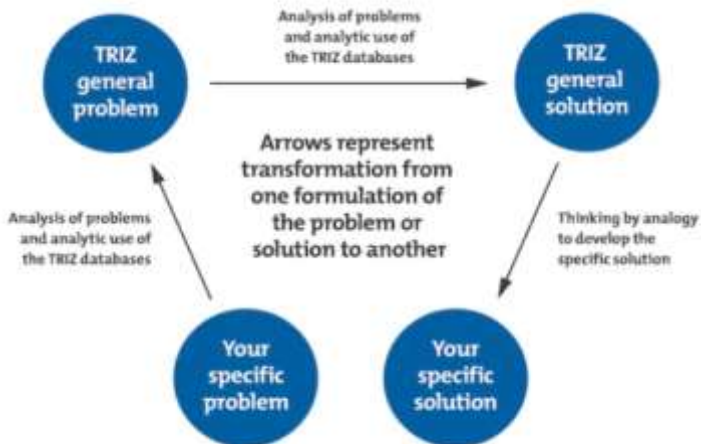 Analysis of problems
and analytic use of
the TRIZ databases
TRIZ
general
problem
TRIZ
general
solution
Arrows represent
transformation from
one formulation of
the problem or
solution to another
Analysis of problems
and analytic use of
the TRIZ databases
Thinking by analogy
to develop the
specific solution
Your
specific
problem
Your
specific
solution